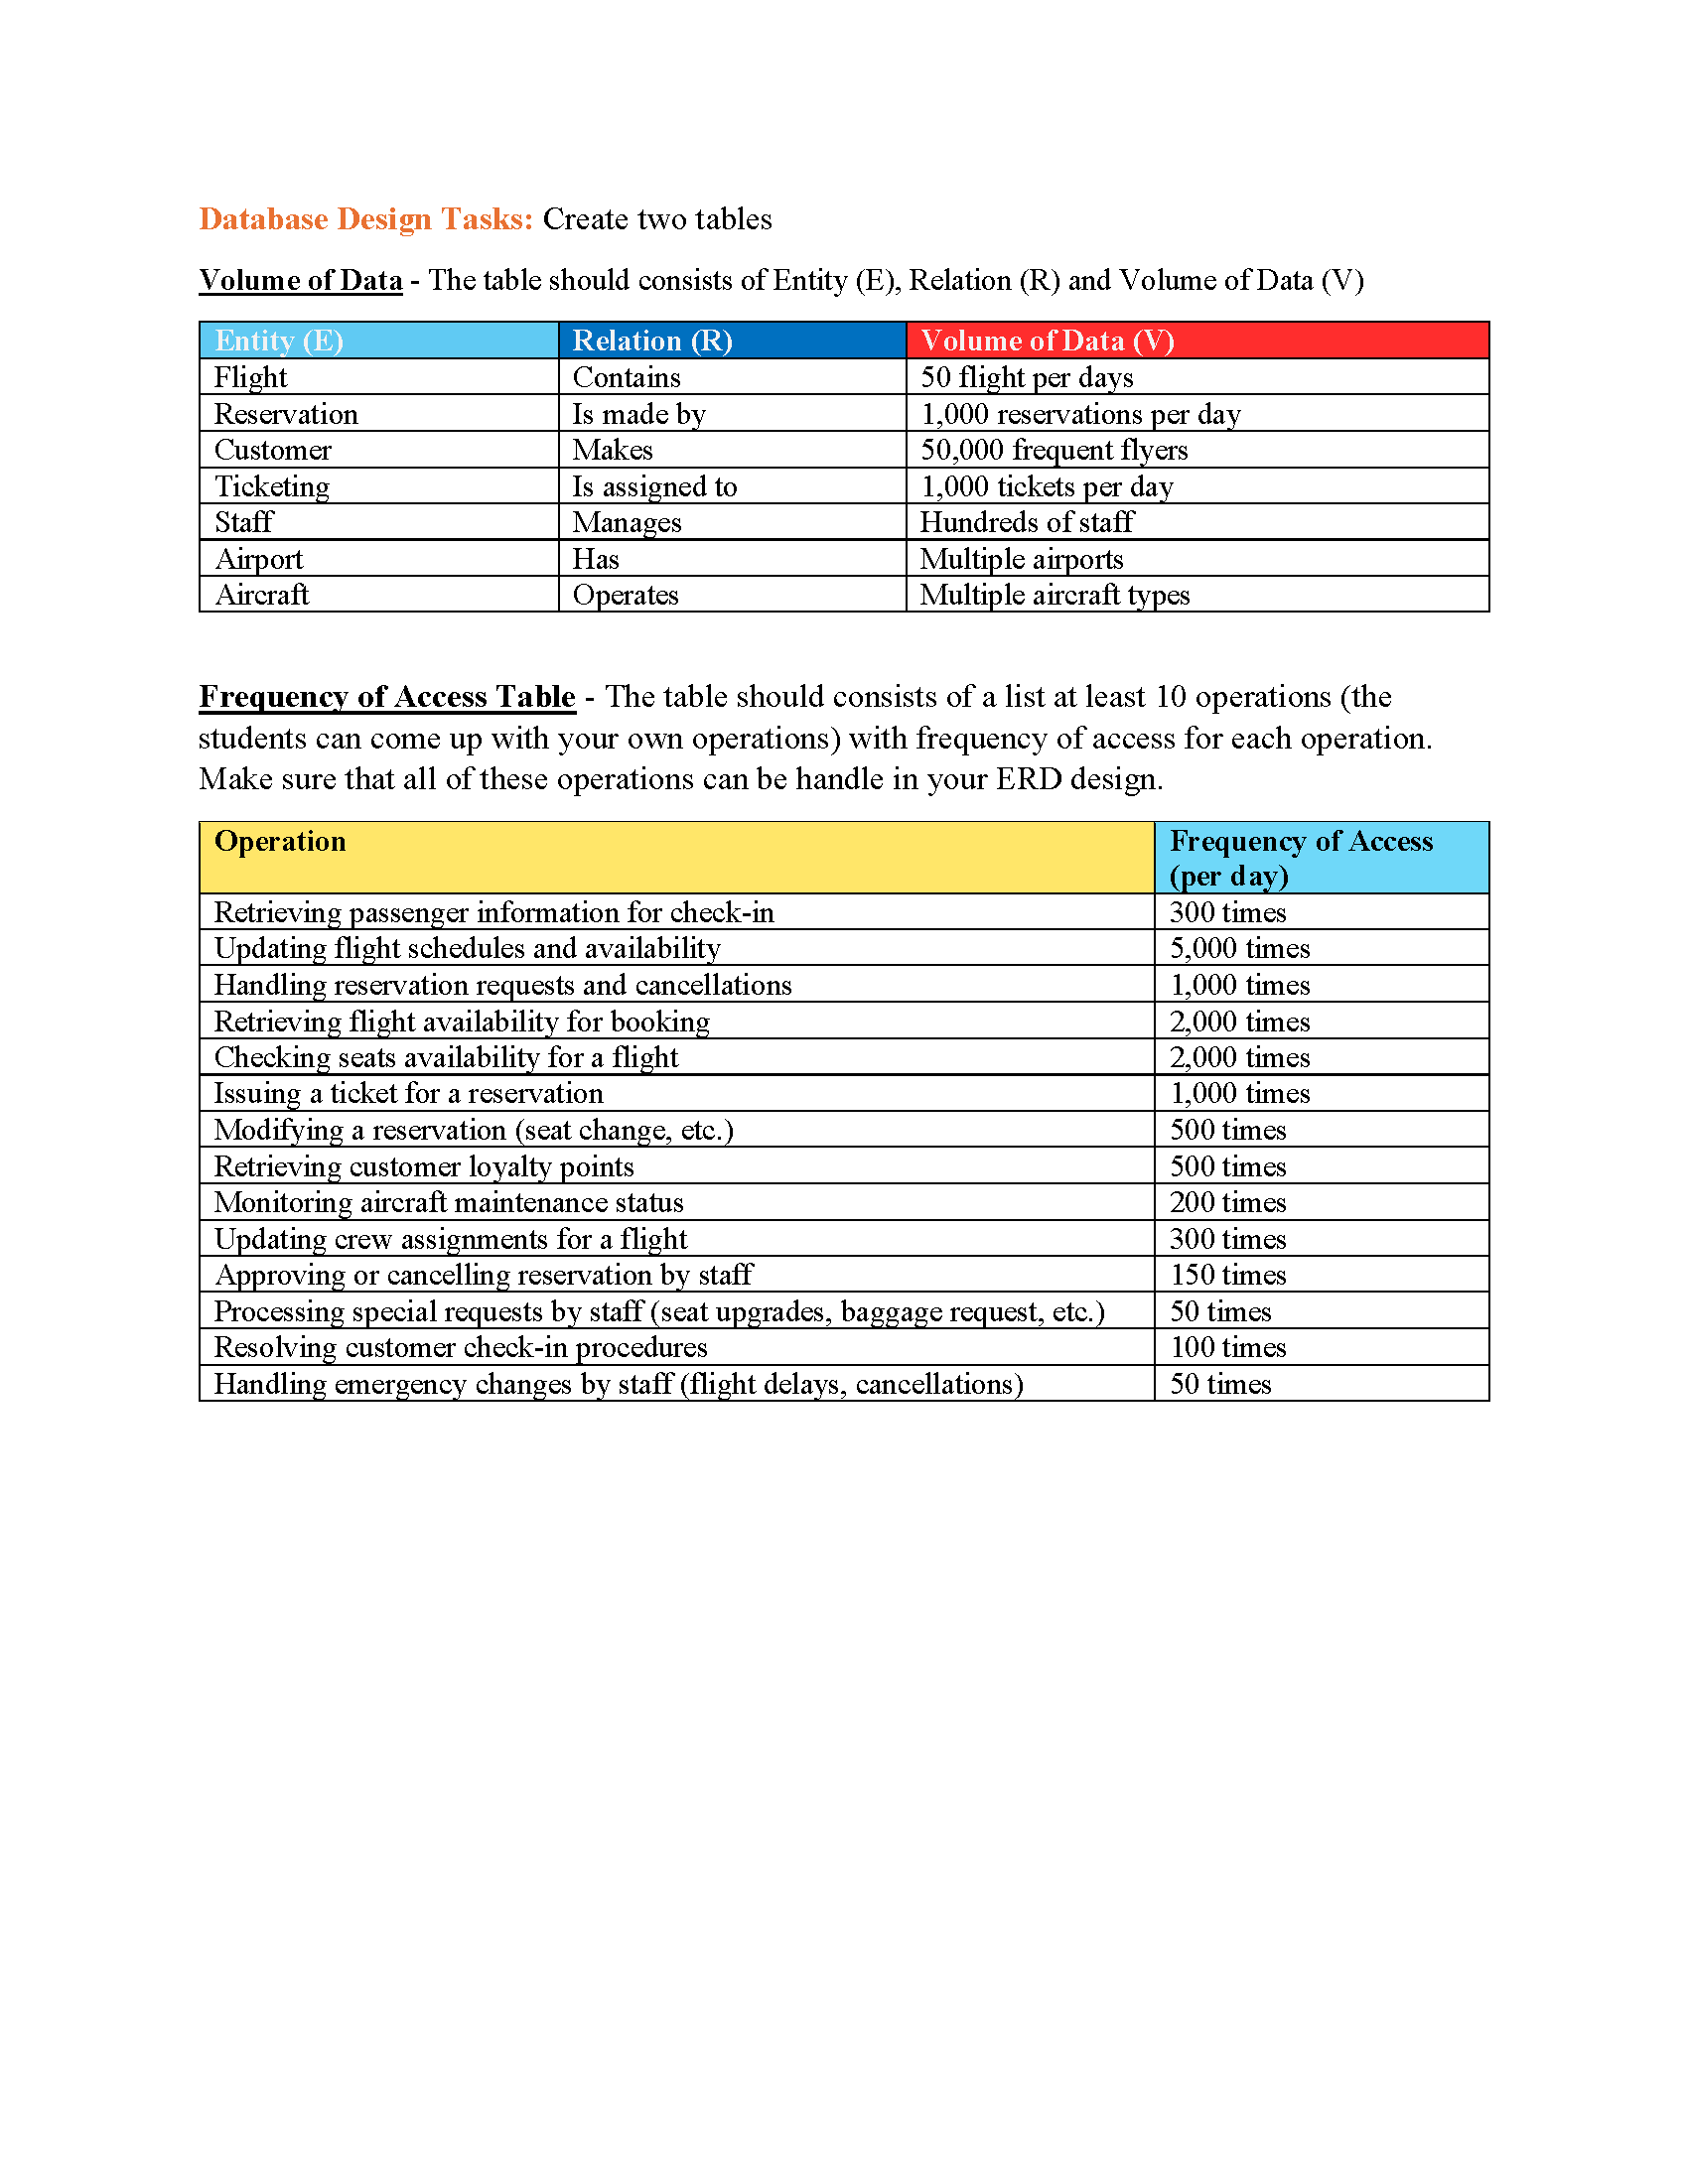 Database Design Tasks: Create two tables
Volume of Data - The table should consists of Entity (E), Relation (R) and Volume of Data (V)
Entity (E) Relation (R) Volume of Data (V)
Flight Contains 50 flight per days
Reservation Is made by 1,000 reservations per day
Customer Makes 50,000 frequent flyers
Ticketing Is assigned to 1,000 tickets per day
Staff Manages Hundreds of staff
Airport Has Multiple airports
Aircraft Operates Multiple aircraft types
Frequency of Access Table - The table should consists of a list at least 10 operations (the
students can come up with your own operations) with frequency of access for each operation.
Make sure that all of these operations can be handle in your ERD design.
Operation Frequency of Access
(per day)
Retrieving passenger information for check-in 300 times
Updating flight schedules and availability 5,000 times
Handling reservation requests and cancellations 1,000 times
Retrieving flight availability for booking 2,000 times
Checking seats availability for a flight 2,000 times
Issuing a ticket for a reservation 1,000 times
Modifying a reservation (seat change, etc.) 500 times
Retrieving customer loyalty points 500 times
Monitoring aircraft maintenance status 200 times
Updating crew assignments for a flight 300 times
Approving or cancelling reservation by staff 150 times
Processing special requests by staff (seat upgrades, baggage request, etc.) 50 times
Resolving customer check-in procedures 100 times
Handling emergency changes by staff (flight delays, cancellations) 50 times